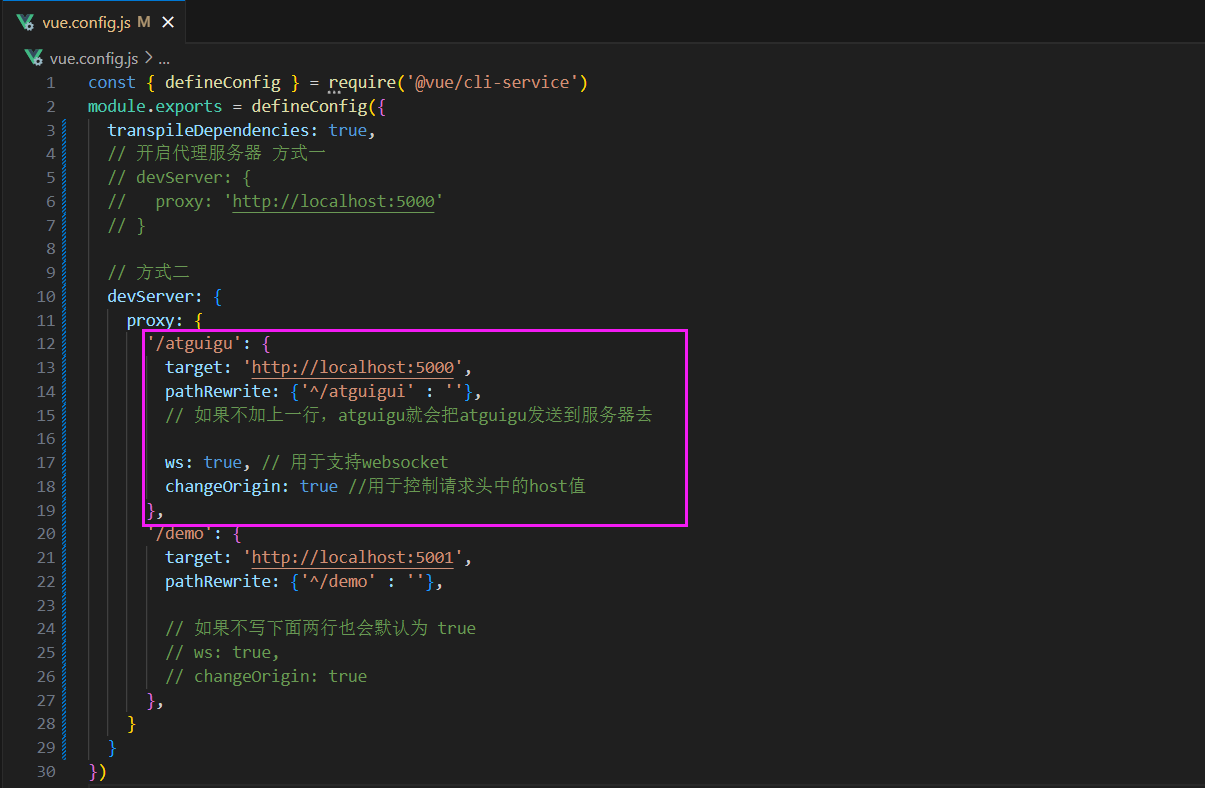 vue.config.js M ×
vue.config.js > ...
1 const { defineConfig } = require('@vue/cli-service')
2 module.exports = defineConfig({
3 transpileDependencies: true,
4 // 开启代理服务器 方式一
5 // devServer: {
6 //   proxy: 'http://localhost:5000'
7 // }
8
9 // 方式二
10 devServer: {
11 proxy: {
12 '/atguigu': {
13 target: 'http://localhost:5000',
14 pathRewrite: {'^/atguigui' : ''},
15 // 如果不加上一行，atguigu就会把atguigu发送到服务器去
16
17 ws: true, // 用于支持websocket
18 changeOrigin: true //用于控制请求头中的host值
19 },
20 '/demo': {
21 target: 'http://localhost:5001',
22 pathRewrite: {'^/demo' : ''},
23
24 // 如果不写下面两行也会默认为 true
25 // ws: true,
26 // changeOrigin: true
27 },
28 }
29 }
30 })